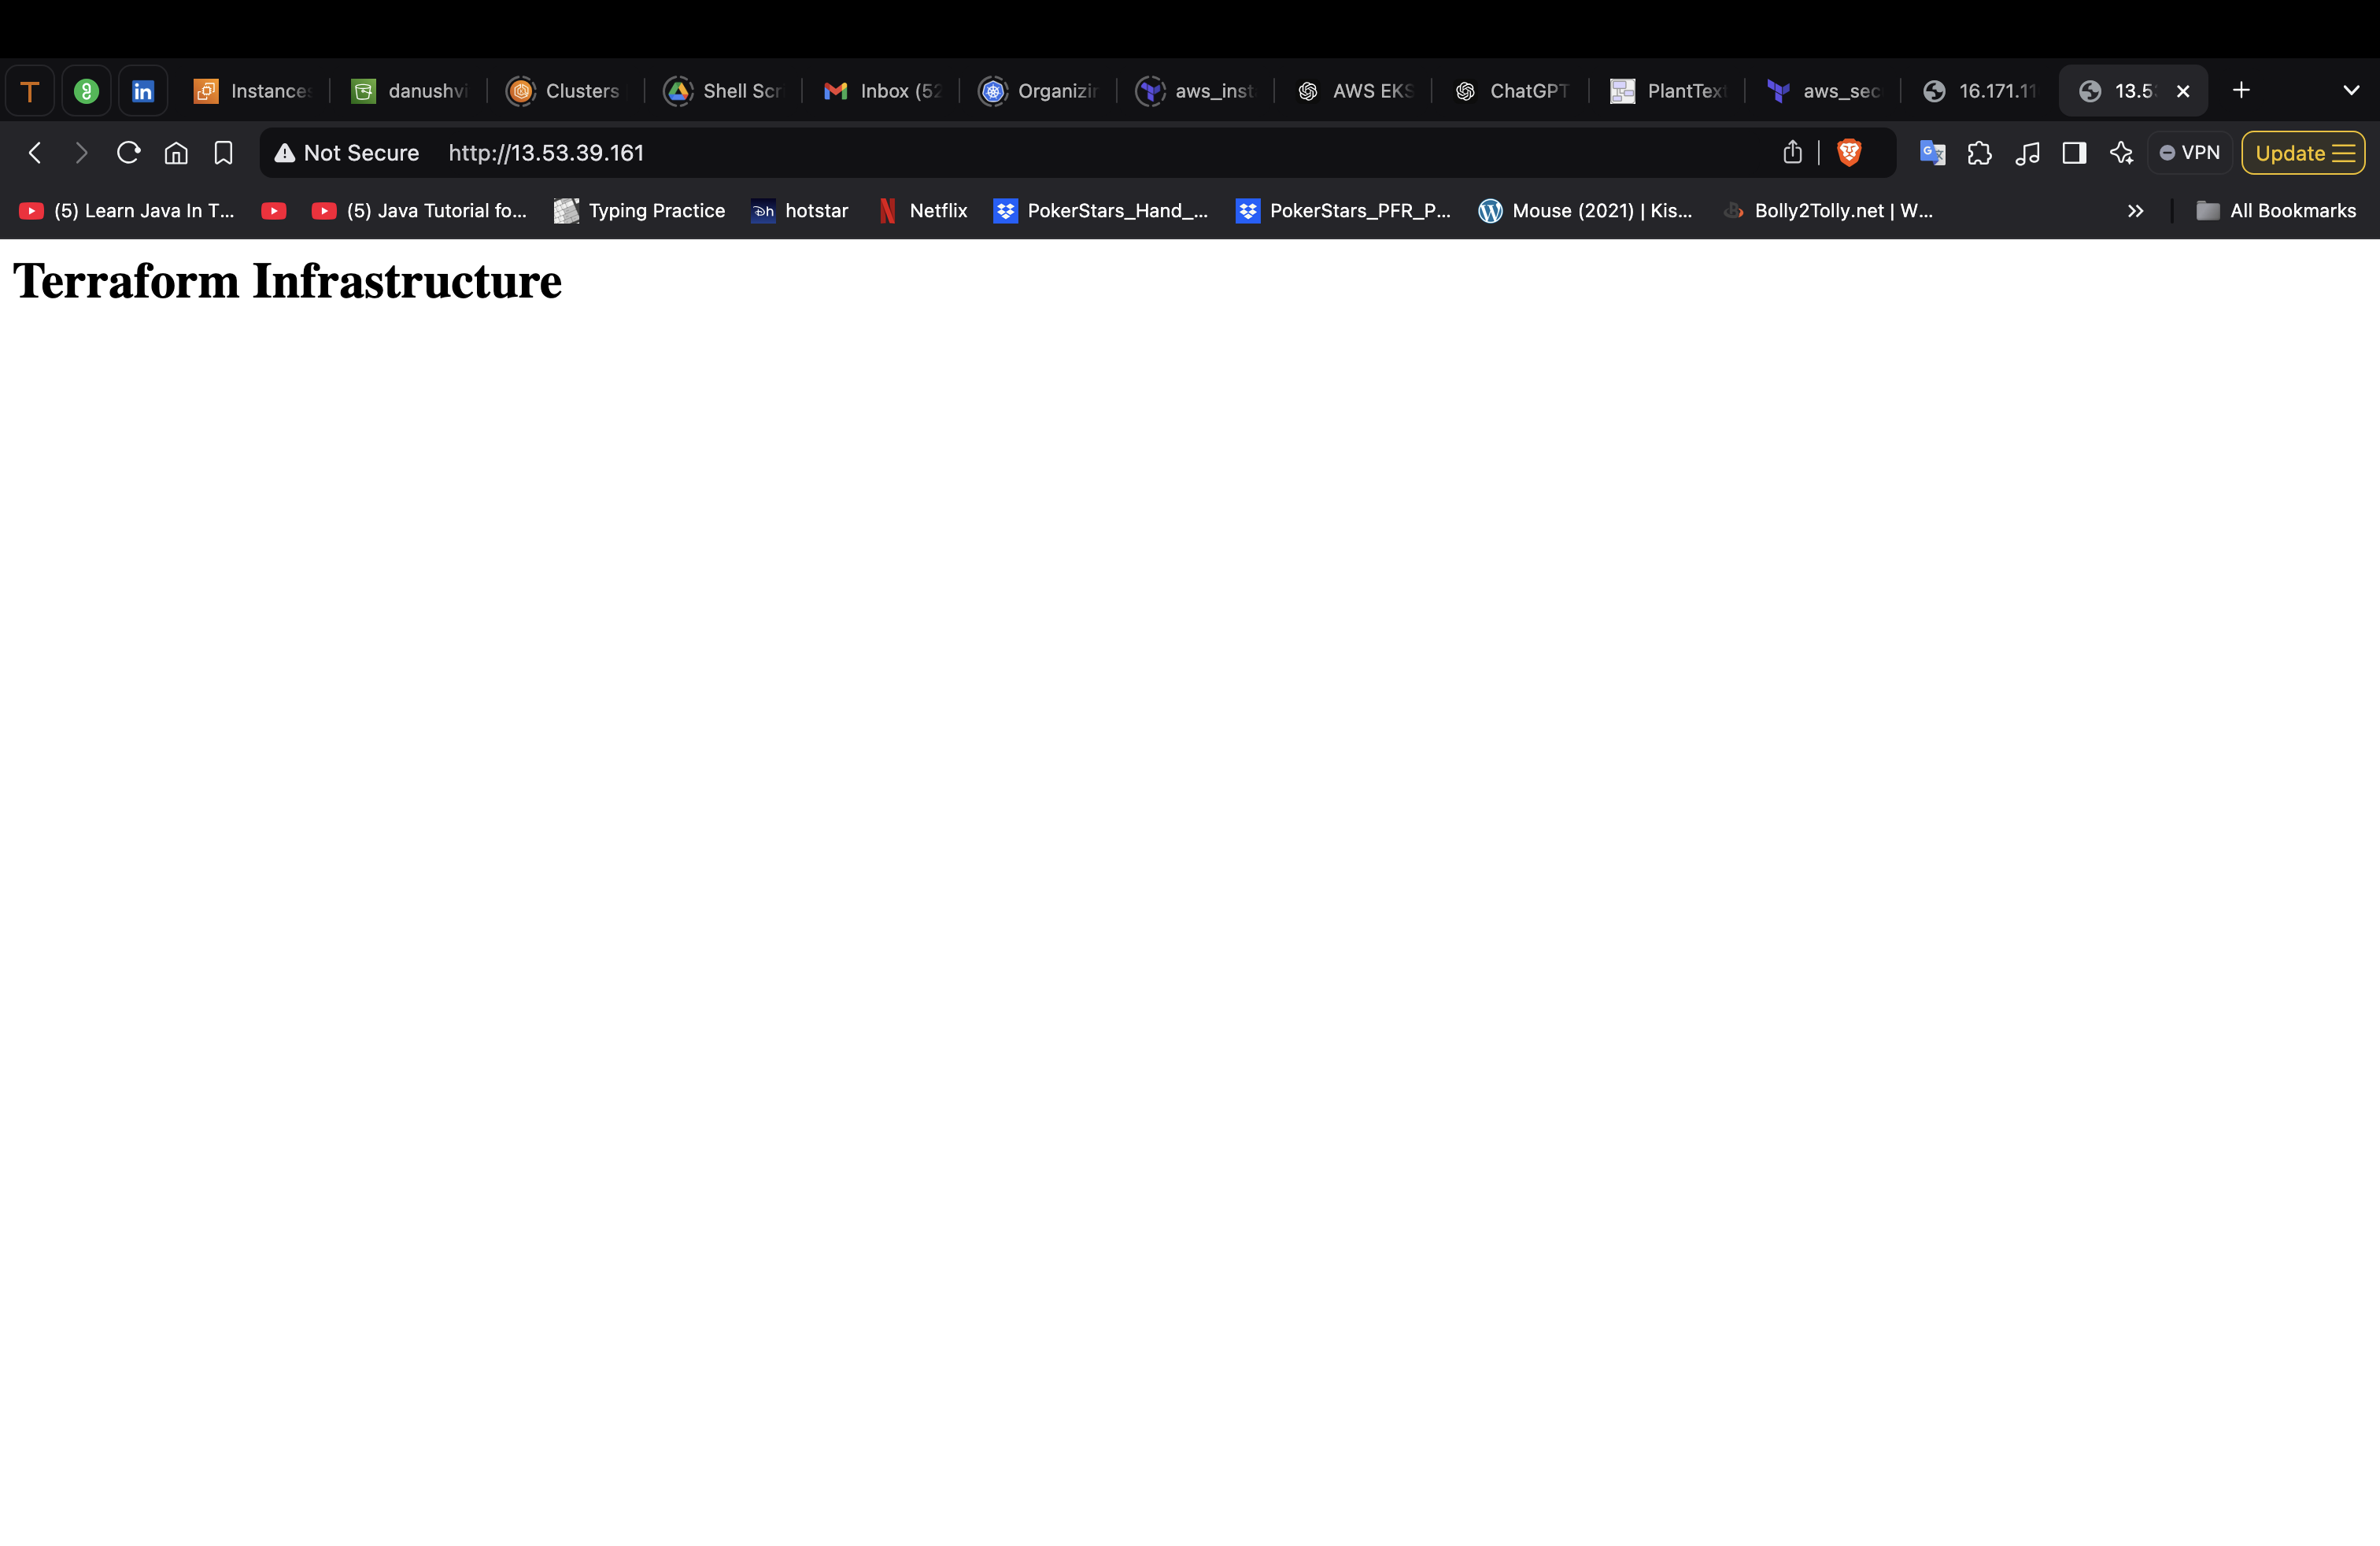 T in Instances danushvi Clusters Shell Scr Inbox (52 Organizin aws_inst AWS EKS ChatGPT PlantText aws_sec 16.171.11 13.5
Not Secure http://13.53.39.161 VPN Update
(5) Learn Java In T... (5) Java Tutorial fo... Typing Practice hotstar Netflix PokerStars_Hand_... PokerStars_PFR_P... Mouse (2021) | Kis... Bolly2Tolly.net | W... All Bookmarks
Terraform Infrastructure